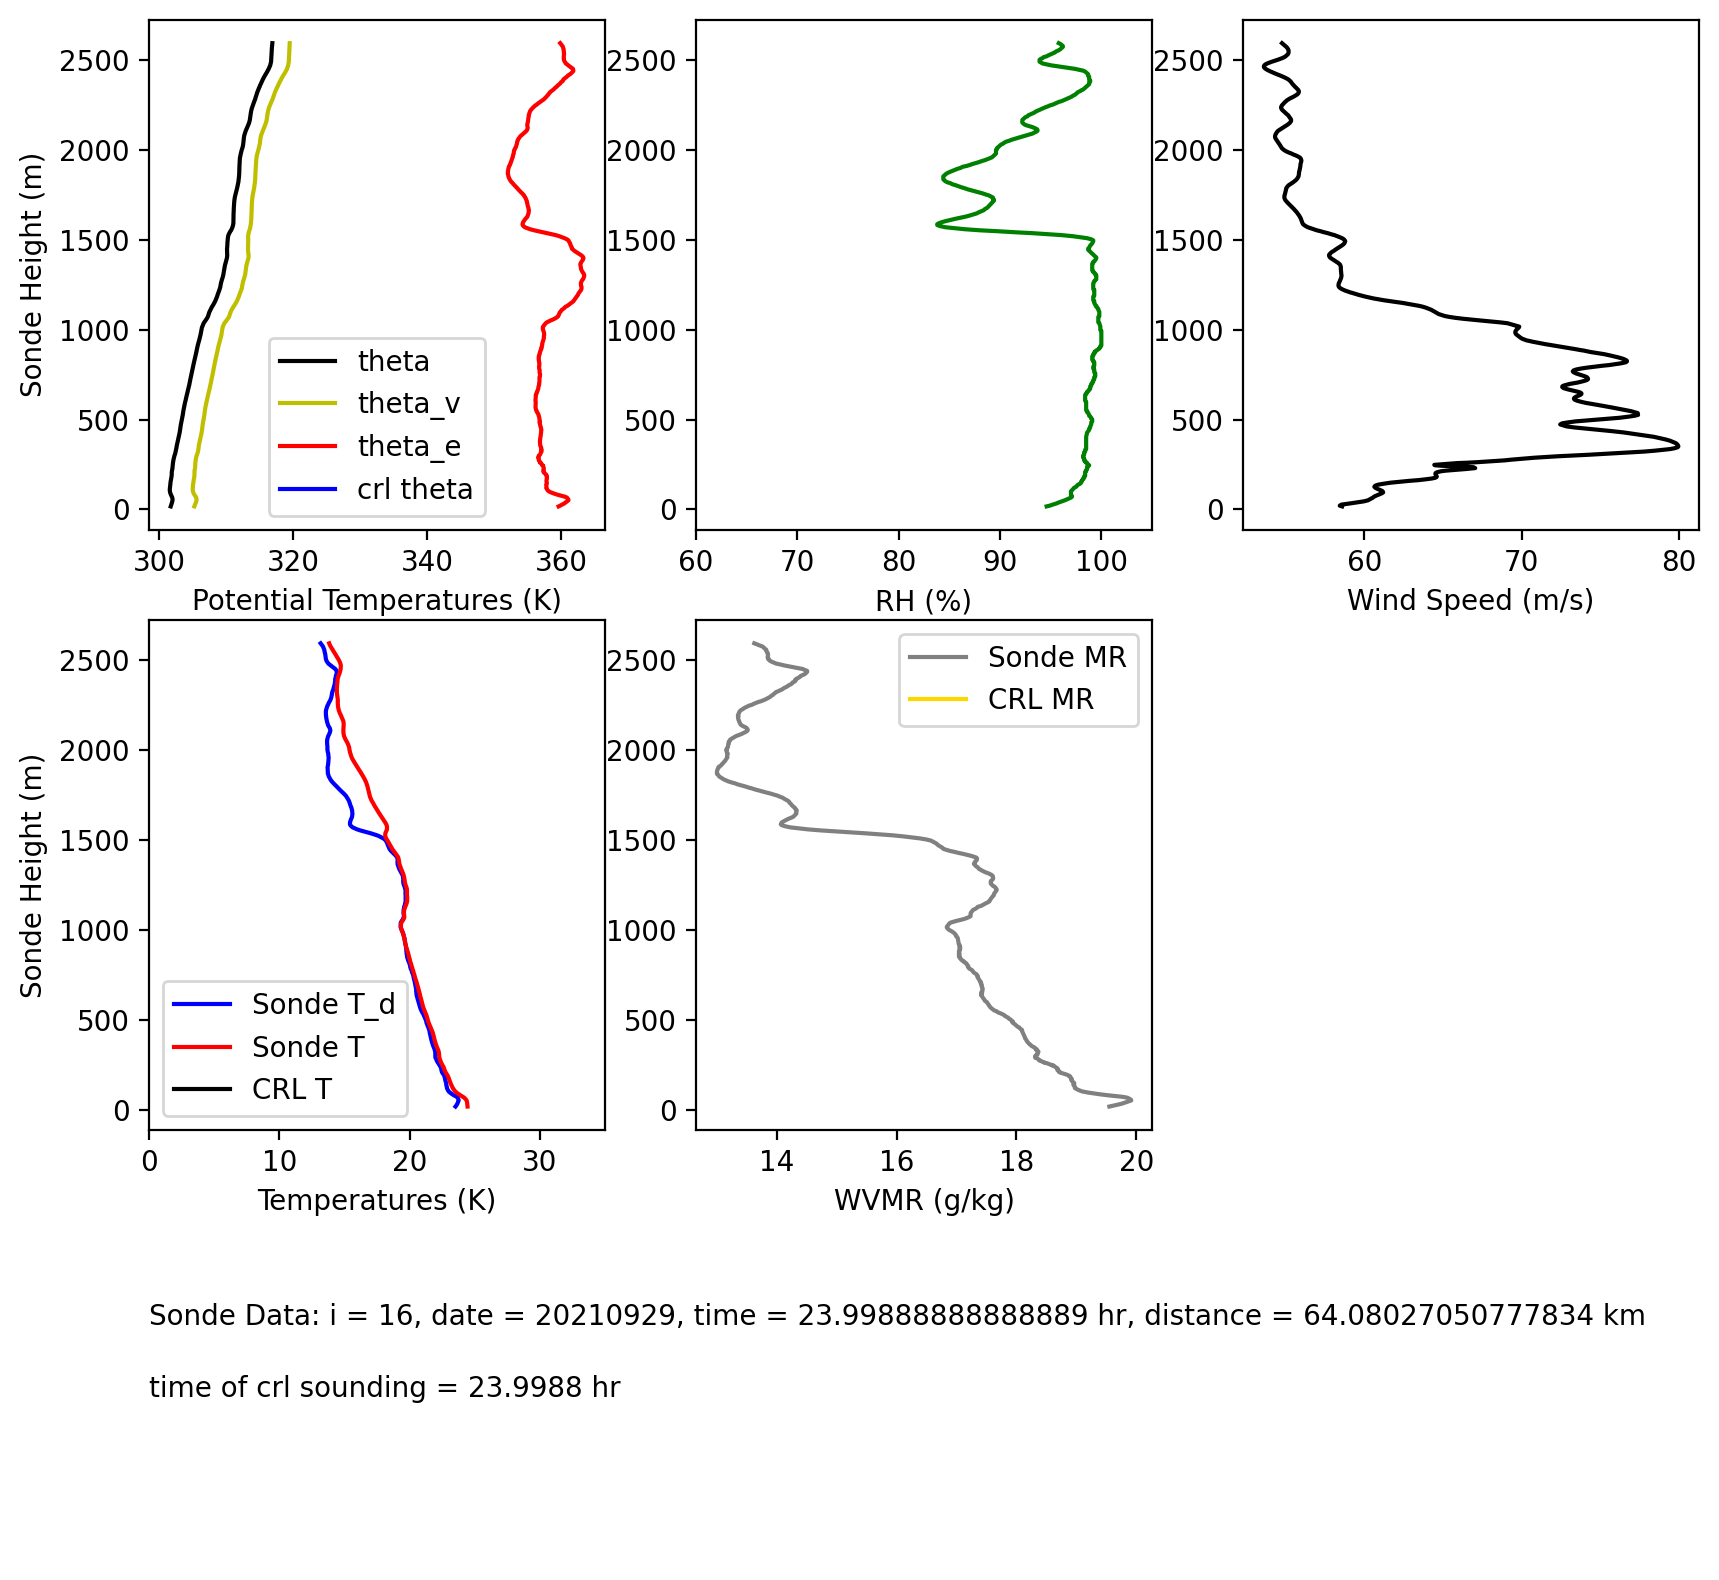 Sonde Height (m)
2500
2000
1500
1000
500
0
300 320 340 360
Potential Temperatures (K)
theta
theta_v
theta_e
crl theta
2500
2000
1500
1000
500
0
60 70 80 90 100
RH (%)
2500
2000
1500
1000
500
0
60 70 80
Wind Speed (m/s)
Sonde Height (m)
2500
2000
1500
1000
500
0
0 10 20 30
Temperatures (K)
Sonde T_d
Sonde T
CRL T
2500
2000
1500
1000
500
0
14 16 18 20
WVMR (g/kg)
Sonde MR
CRL MR
Sonde Data: i = 16, date = 20210929, time = 23.99888888888889 hr, distance = 64.08027050777834 km
time of crl sounding = 23.9988 hr